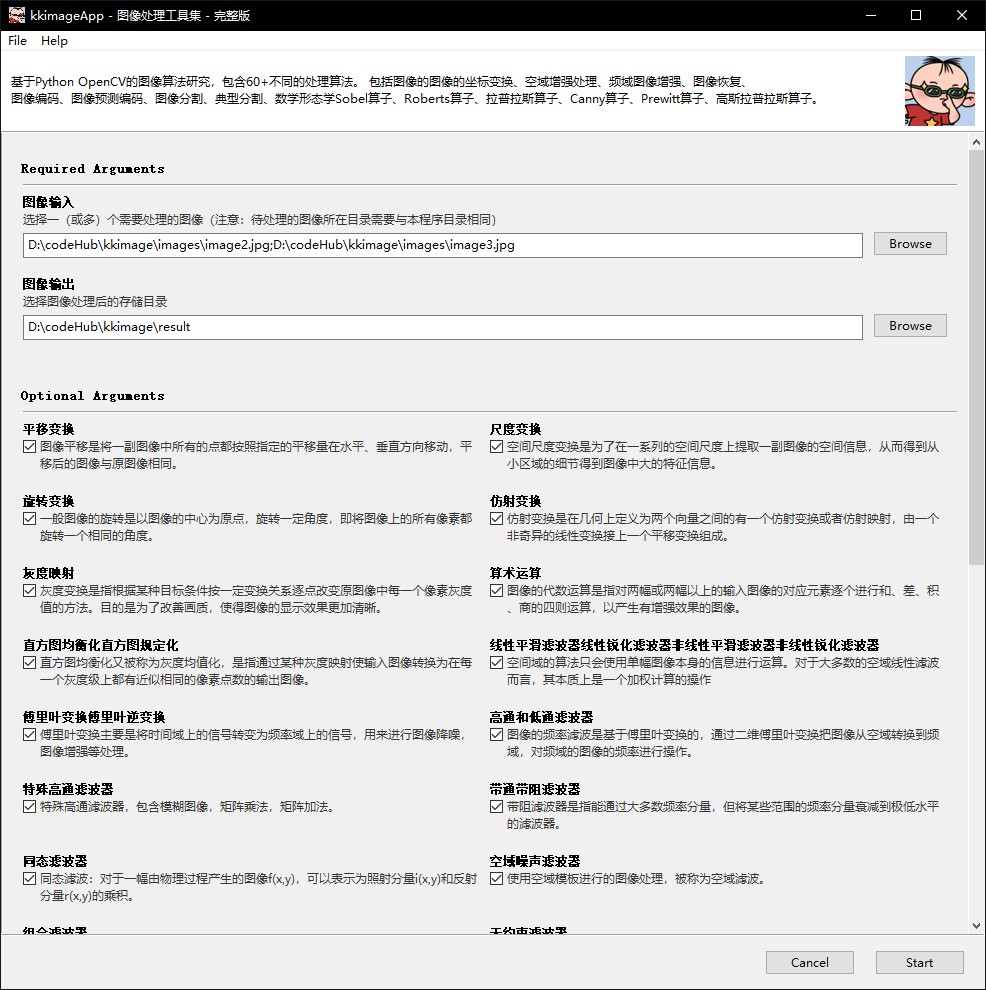 kkimageApp - 图像处理工具集 - 完整版
File Help
基于Python OpenCV的图像算法研究，包含60+不同的处理算法。 包括图像的图像的坐标变换、空域增强处理、频域图像增强、图像恢复、
图像编码、图像预测编码、图像分割、典型分割、数学形态学Sobel算子、Roberts算子、拉普拉斯算子、Canny算子、Prewitt算子、高斯拉普拉斯算子。
Required Arguments
图像输入
选择一（或多）个需要处理的图像（注意：待处理的图像所在目录需要与本程序目录相同）
D:\codeHub\kkimage\images\image2.jpg;D:\codeHub\kkimage\images\image3.jpg
Browse
图像输出
选择图像处理后的存储目录
D:\codeHub\kkimage\result
Browse
Optional Arguments
平移变换
图像平移是将一副图像中所有的点都按照指定的平移量在水平、垂直方向移动，平
移后的图像与原图像相同。
尺度变换
空间尺度变换是为了在一系列的空间尺度上提取一副图像的空间信息，从而得到从
小区域的细节得到图像中大的特征信息。
旋转变换
一般图像的旋转是以图像的中心为原点，旋转一定角度，即将图像上的所有像素都
旋转一个相同的角度。
仿射变换
仿射变换是在几何上定义为两个向量之间的有一个仿射变换或者仿射映射，由一个
非奇异的线性变换接上一个平移变换组成。
灰度映射
灰度变换是指根据某种目标条件按一定变换关系逐点改变原图像中每一个像素灰度
值的方法。目的是为了改善画质，使得图像的显示效果更加清晰。
算术运算
图像的代数运算是指对两幅或两幅以上的输入图像的对应元素逐个进行和、差、积
、商的四则运算，以产生有增强效果的图像。
直方图均衡化直方图规定化
直方图均衡化又被称为灰度均值化，是指通过某种灰度映射使输入图像转换为在每
一个灰度级上都有近似相同的像素点数的输出图像。
线性平滑滤波器线性锐化滤波器非线性平滑滤波器非线性锐化滤波器
空间域的算法只会使用单幅图像本身的信息进行运算。对于大多数的空域线性滤波
而言，其本质上是一个加权计算的操作
傅里叶变换傅里叶逆变换
傅里叶变换主要是将时间域上的信号转变为频率域上的信号，用来进行图像降噪，
图像增强等处理。
高通和低通滤波器
图像的频率滤波是基于傅里叶变换的，通过二维傅里叶变换把图像从空域转换到频
域，对频域的图像的频率进行操作。
特殊高通滤波器
特殊高通滤波器，包含模糊图像，矩阵乘法，矩阵加法。
带通带阻滤波器
带阻滤波器是指能通过大多数频率分量，但将某些范围的频率分量衰减到极低水平
的滤波器。
同态滤波器
同态滤波：对于一幅由物理过程产生的图像f(x,y)，可以表示为照射分量i(x,y)和反射
分量r(x,y)的乘积。
空域噪声滤波器
使用空域模板进行的图像处理，被称为空域滤波。
组合滤波器
无约束滤波器
Cancel
Start